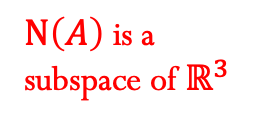 N(A) is a
subspace of ℝ³